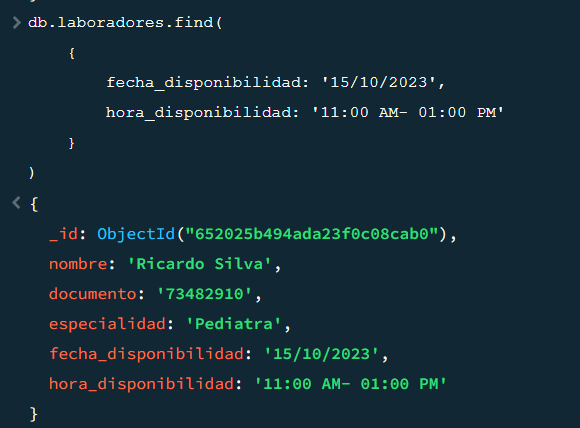 db.laboradores.find(
{
fecha_disponibilidad: '15/10/2023',
hora_disponibilidad: '11:00 AM- 01:00 PM'
}
)
{
_id: ObjectId("652025b494ada23f0c08cab0"),
nombre: 'Ricardo Silva',
documento: '73482910',
especialidad: 'Pediatra',
fecha_disponibilidad: '15/10/2023',
hora_disponibilidad: '11:00 AM- 01:00 PM'
}